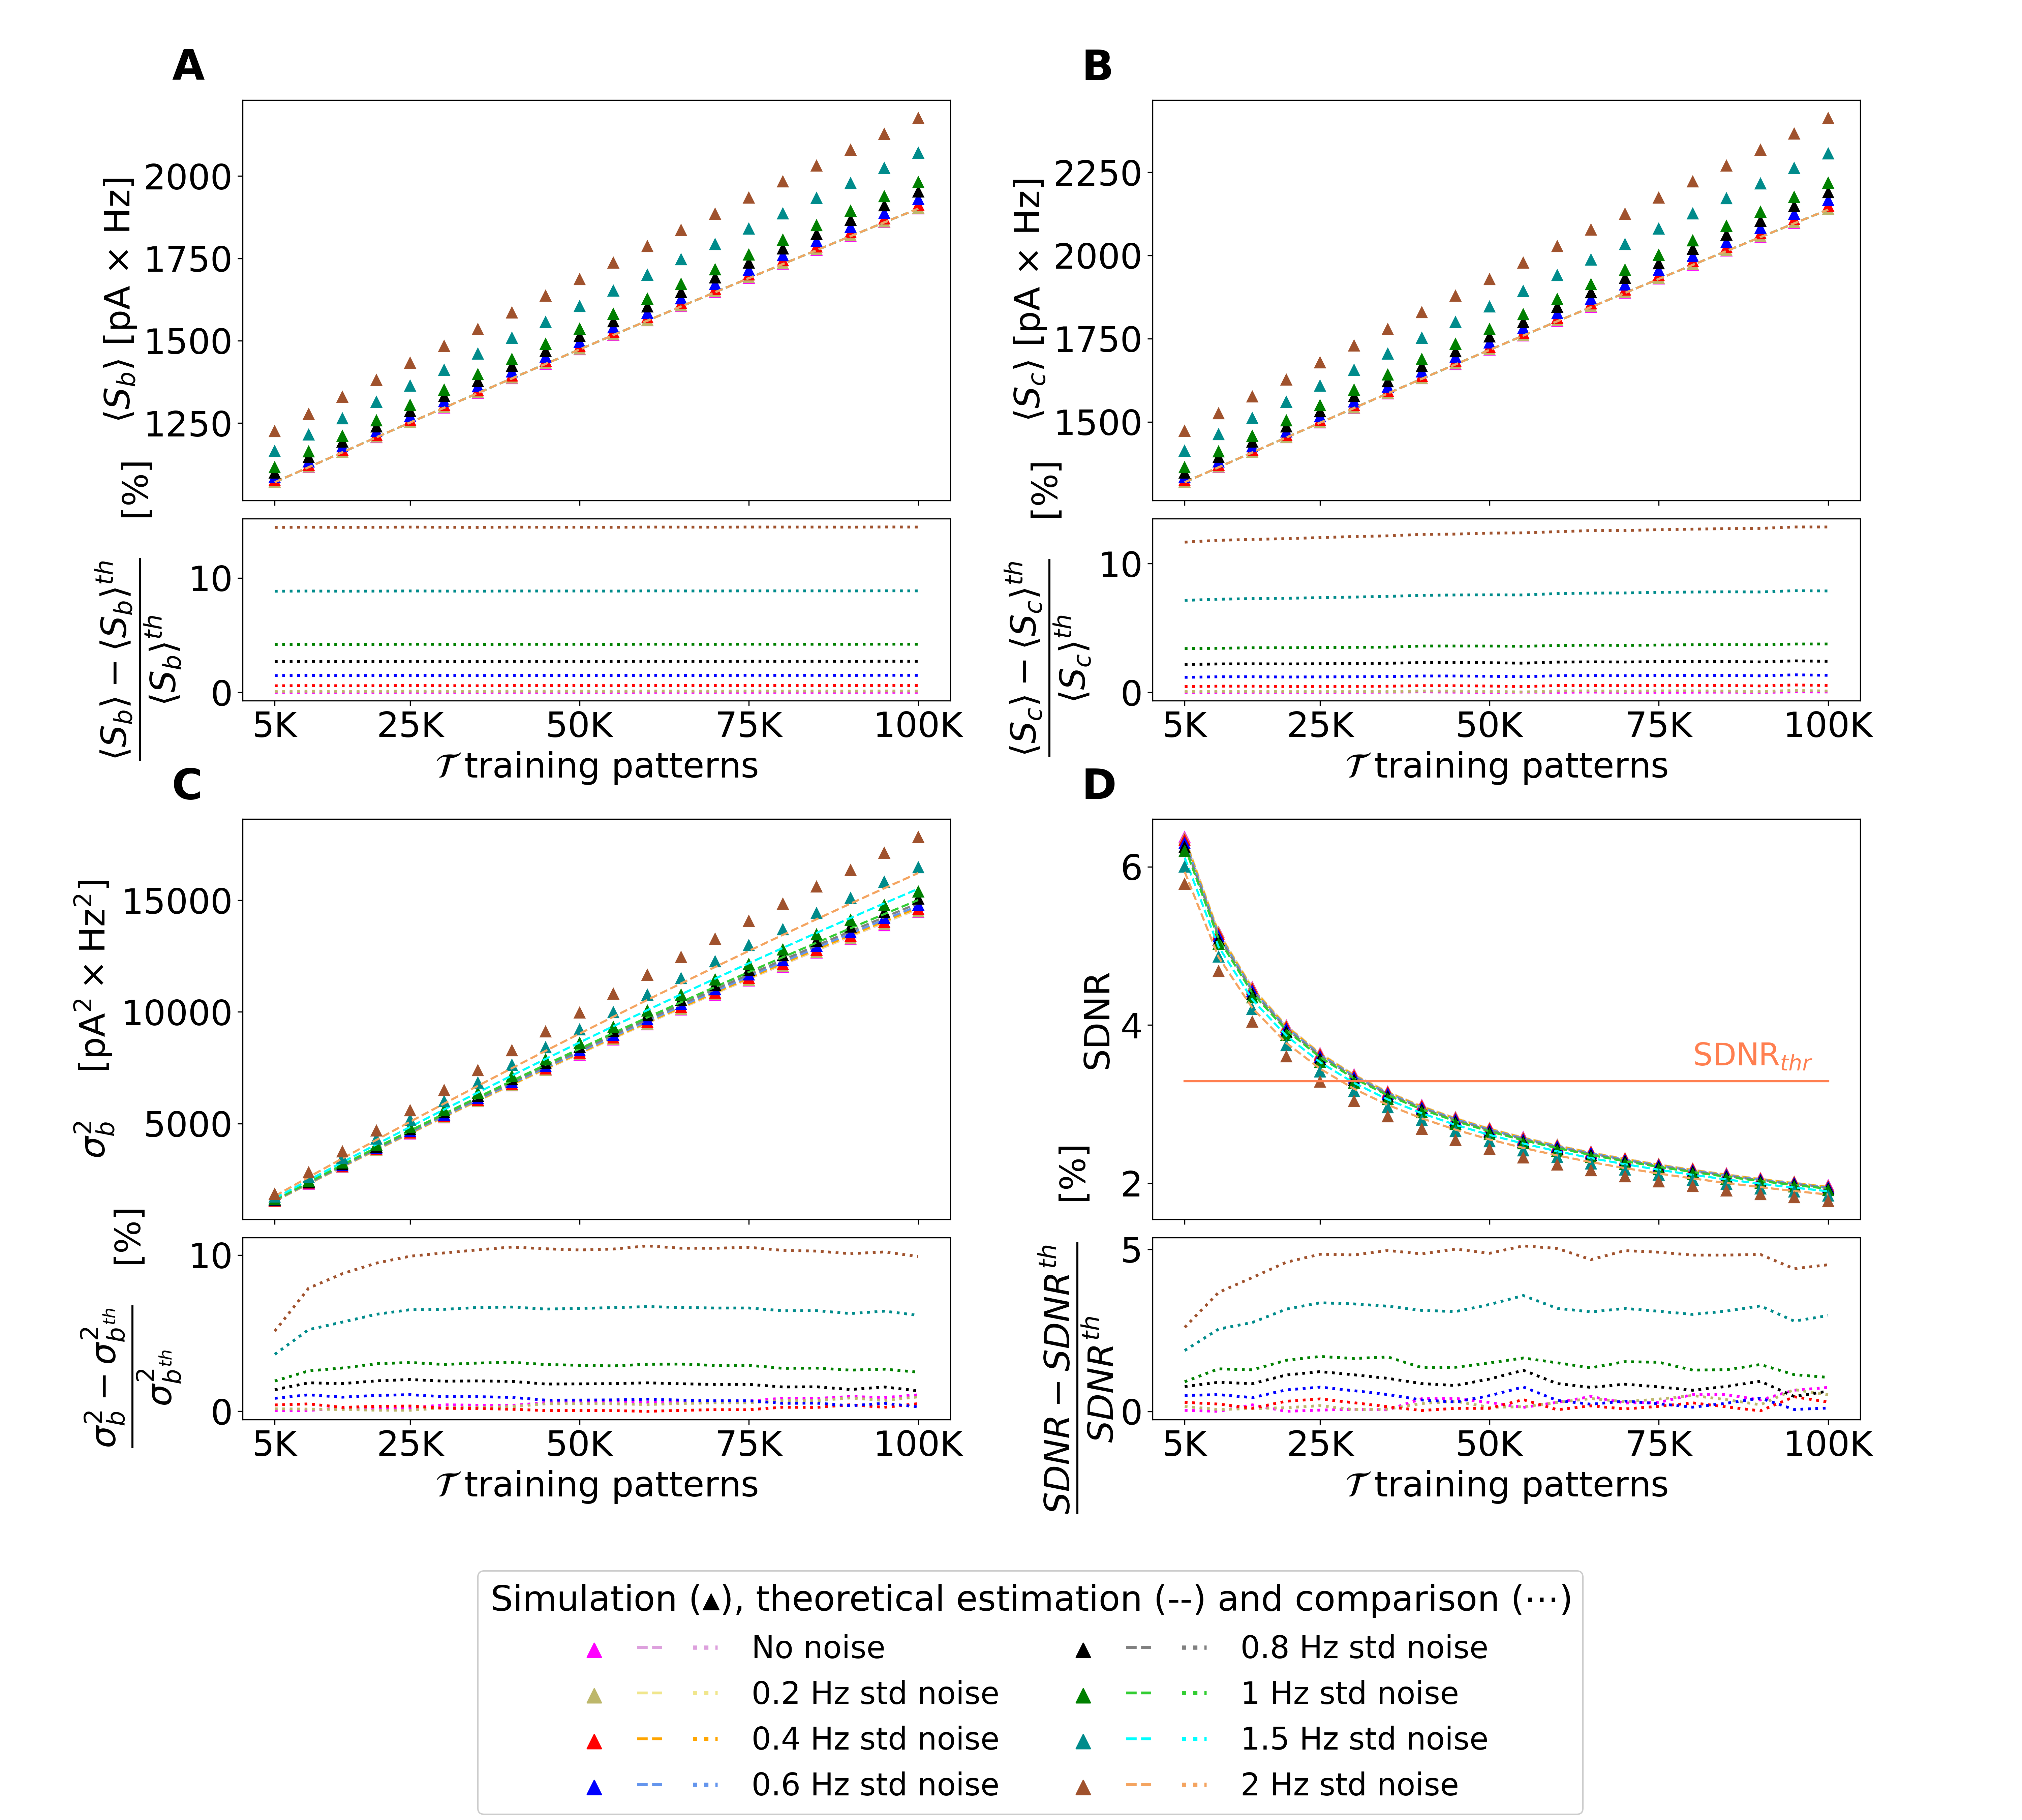 A
B
⟨S_b⟩ [pA × Hz]
2000
1750
1500
1250
⟨S_c⟩ [pA × Hz]
2250
2000
1750
1500
⟨S_b⟩ − ⟨S_b⟩^th / ⟨S_b⟩^th [%]
10
0
5K 25K 50K 75K 100K
𝒯 training patterns
⟨S_c⟩ − ⟨S_c⟩^th / ⟨S_c⟩^th [%]
10
0
5K 25K 50K 75K 100K
𝒯 training patterns
C
D
σ_b^2 [pA² × Hz²]
15000
10000
5000
SDNR
6
4
2
SDNR_thr
σ_b^2 − σ_b^th^2 / σ_b^th^2 [%]
10
0
5K 25K 50K 75K 100K
𝒯 training patterns
SDNR − SDNR^th / SDNR^th [%]
5
0
5K 25K 50K 75K 100K
𝒯 training patterns
Simulation (▲), theoretical estimation (--) and comparison (⋯)
No noise
0.2 Hz std noise
0.4 Hz std noise
0.6 Hz std noise
0.8 Hz std noise
1 Hz std noise
1.5 Hz std noise
2 Hz std noise